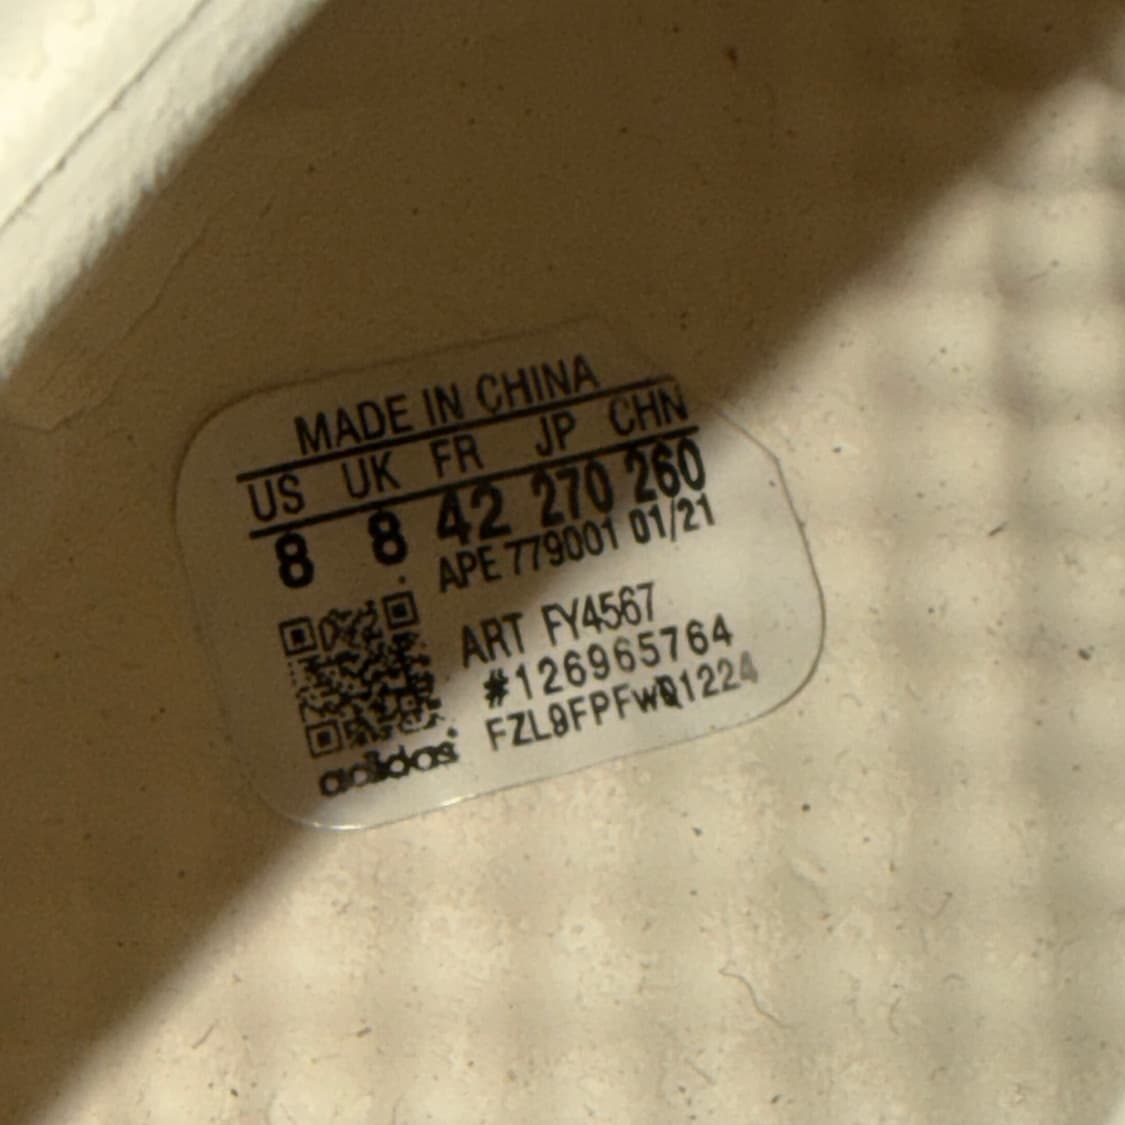 MADE IN CHINA
US UK FR JP CHN
8 8 42 270 260
APE 779001 01/21
ART FY4567
#126965764
FZL9FPFWQ1224
adidas